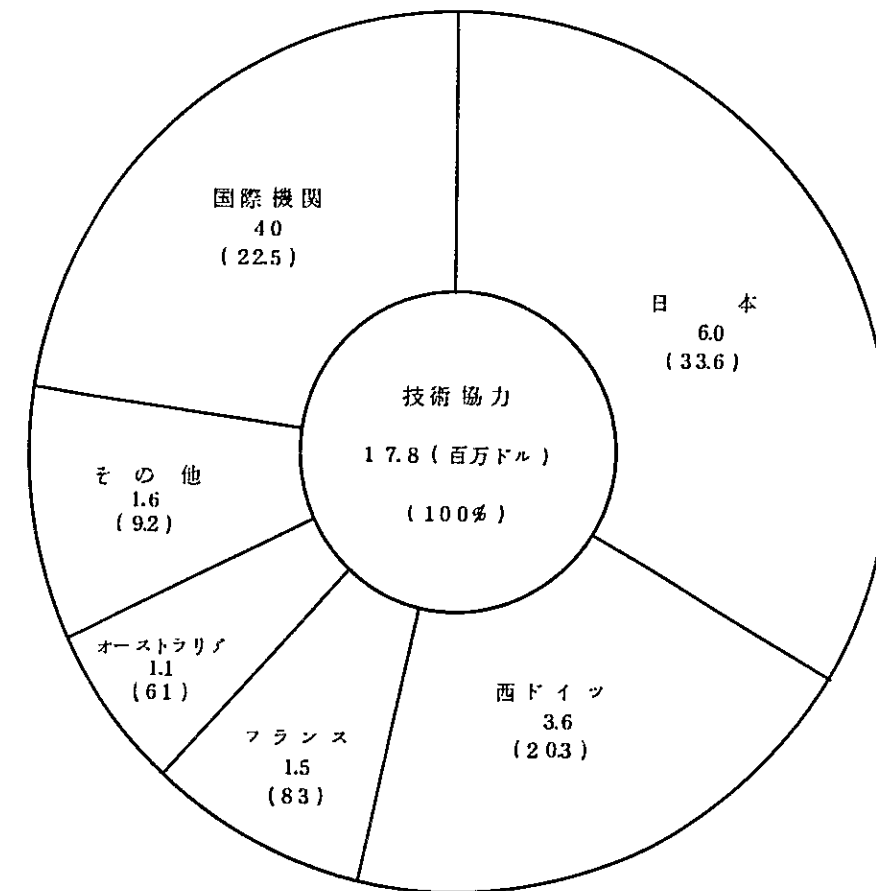 国際機関
40
(22.5)
日本
6.0
(33.6)
技術協力
17.8(百万ドル)
(100%)
その他
1.6
(9.2)
オーストラリア
1.1
(61)
西ドイツ
3.6
(203)
フランス
1.5
(83)